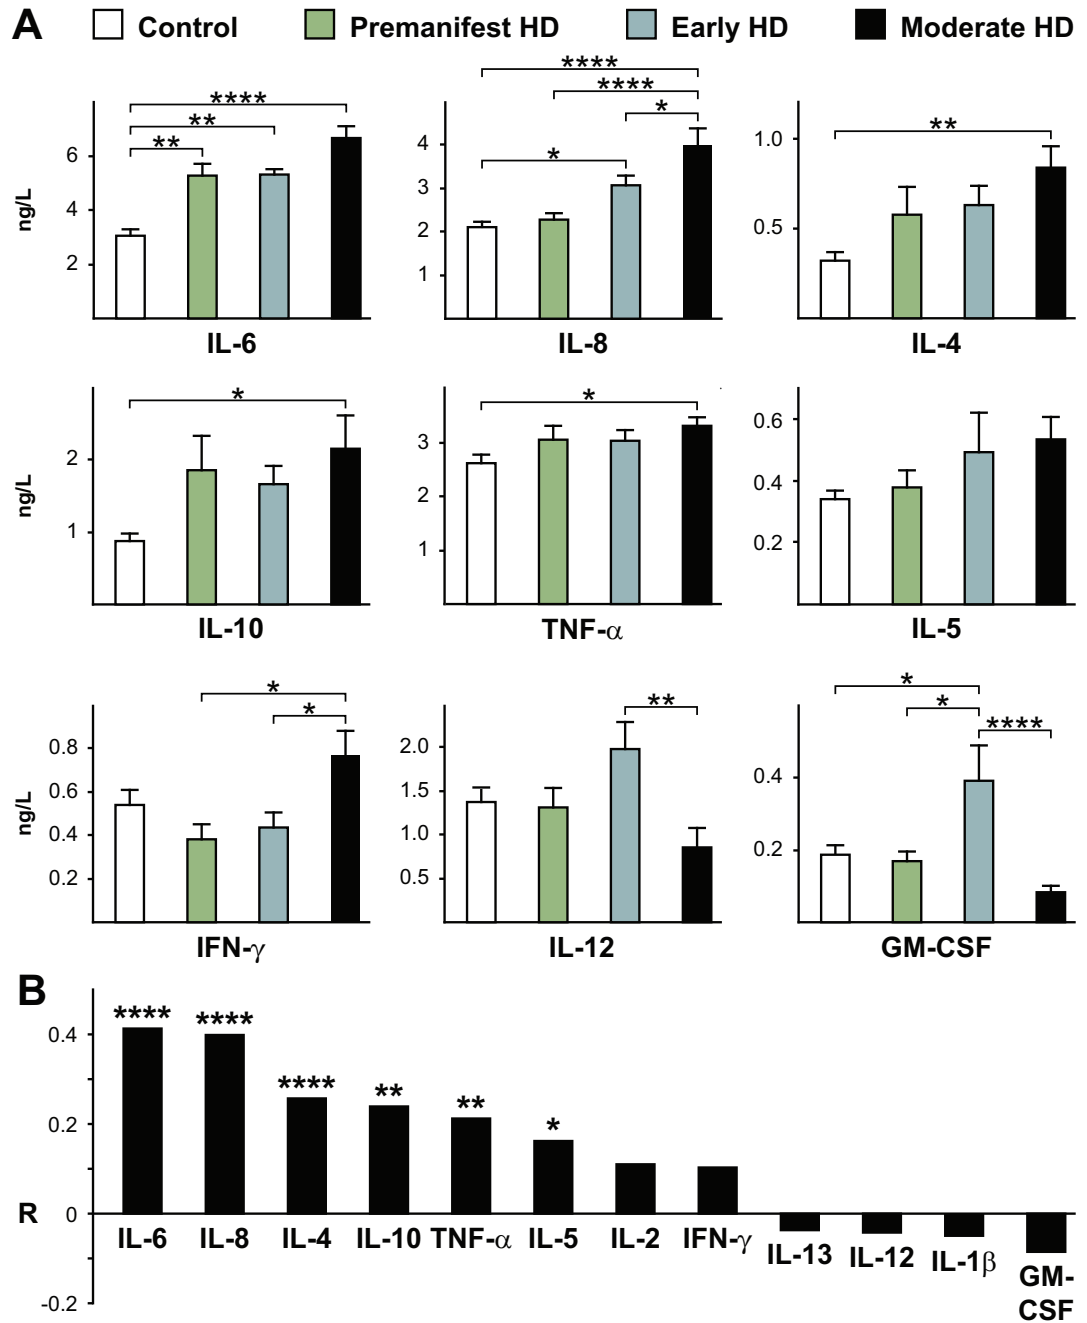 A Control Premanifest HD Early HD Moderate HD
**** **** ****
** * *
** *
**
ng/L 6 4 2
4 3 2 1
1.0 0.5
IL-6 IL-8 IL-4
* *
ng/L 2 1
3 2 1
0.6 0.4 0.2
IL-10 TNF-α IL-5
* * ** * * ****
ng/L 0.8 0.6 0.4 0.2
2.0 1.5 1.0 0.5
0.4 0.2
IFN-γ IL-12 GM-CSF
B
**** **** **** ** ** *
0.4
0.2
R 0
-0.2
IL-6 IL-8 IL-4 IL-10 TNF-α IL-5 IL-2 IFN-γ IL-13 IL-12 IL-1β GM-
CSF